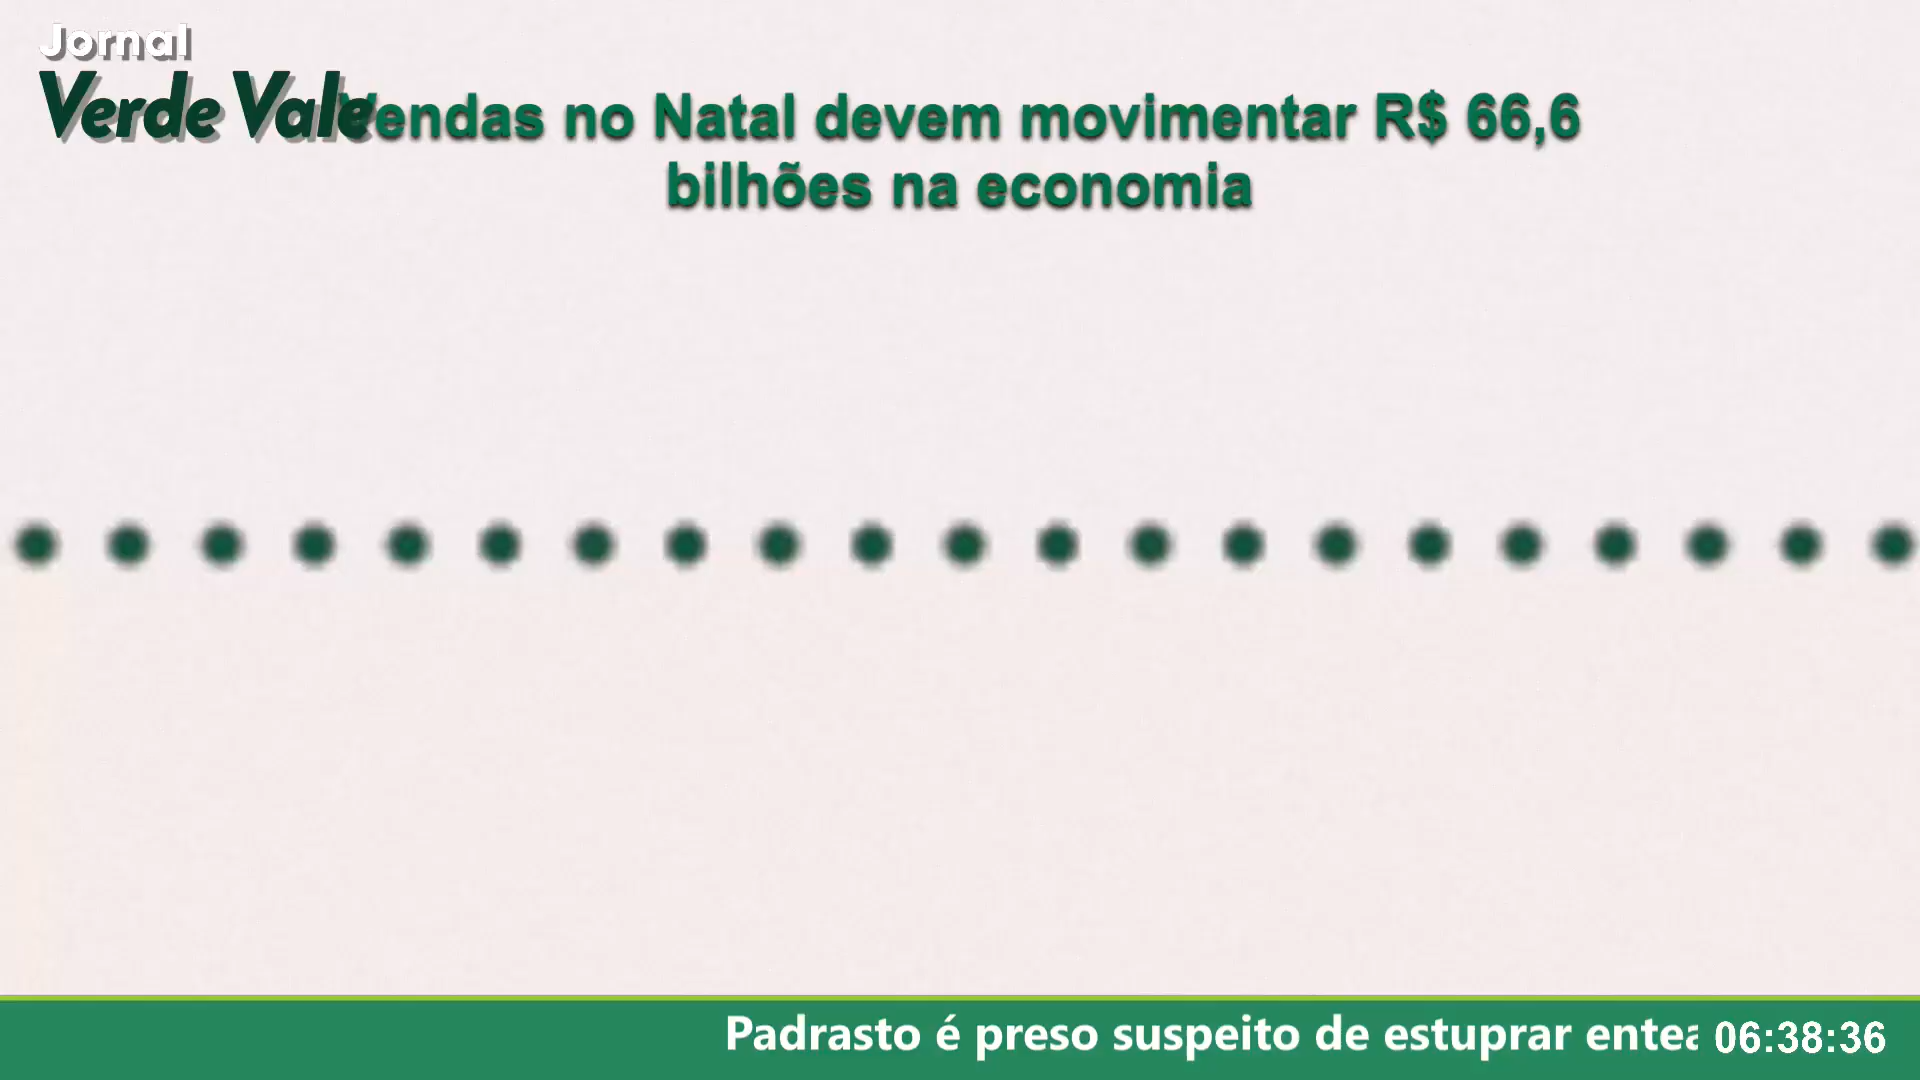 Jornal
Verde Vale
Vendas no Natal devem movimentar R$ 66,6
bilhões na economia
Padrasto é preso suspeito de estuprar
06:38:36